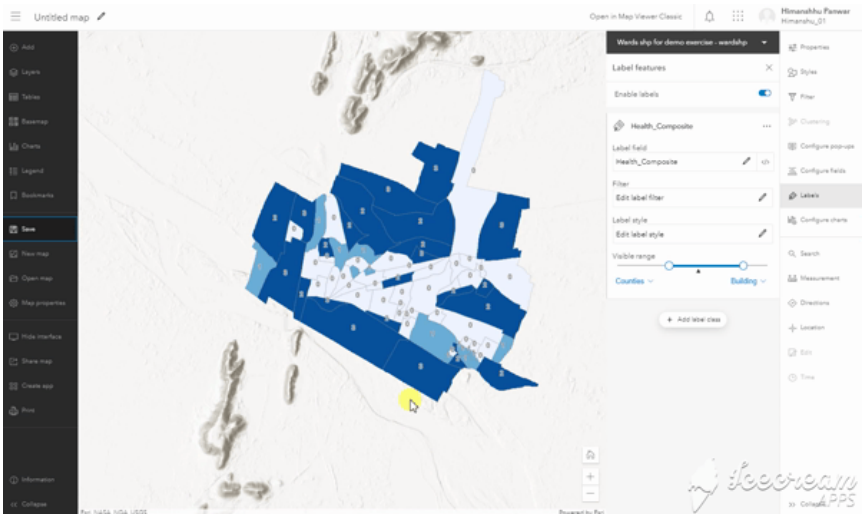 Untitled map
Open in Map Viewer Classic
Himanshhu Panwar
Himanshu_01
Add
Layers
Tables
Basemap
Charts
Legend
Bookmarks
Save
New map
Open map
Map properties
Hide interface
Share map
Create app
Print
Information
Collapse
Wards shp for demo exercise - wardshp
Label features
Enable labels
Health_Composite
Label field
Health_Composite
Filter
Edit label filter
Label style
Edit label style
Visible range
Counties
Building
+ Add label class
Properties
Styles
Filter
Clustering
Configure pop-ups
Configure fields
Labels
Configure charts
Search
Measurement
Directions
Location
Edit
Time
Collapse
Esri, NASA, NGA, USGS
Powered by Esri
Icecream
APPS